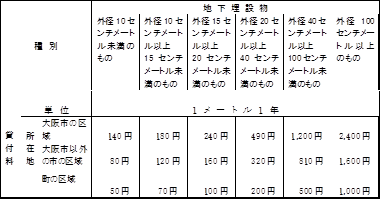 種別
地下埋設物
外径10センチメートル未満のもの
外径10センチメートル以上15センチメートル未満のもの
外径15センチメートル以上20センチメートル未満のもの
外径20センチメートル以上40センチメートル未満のもの
外径40センチメートル以上100センチメートル未満のもの
外径100センチメートル以上のもの
単位 1メートル1年
貸付料 所在地
大阪市の区域 140円 180円 240円 490円 1,200円 2,400円
大阪市以外の市の区域 80円 120円 160円 320円 810円 1,600円
町の区域 50円 70円 100円 200円 500円 1,000円